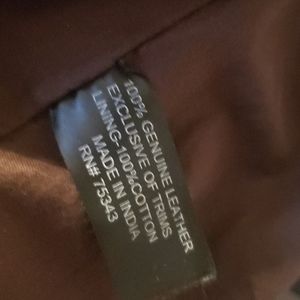 100% GENUINE LEATHER
EXCLUSIVE OF TRIMS
LINING-100%COTTON
MADE IN INDIA
RN# 75343